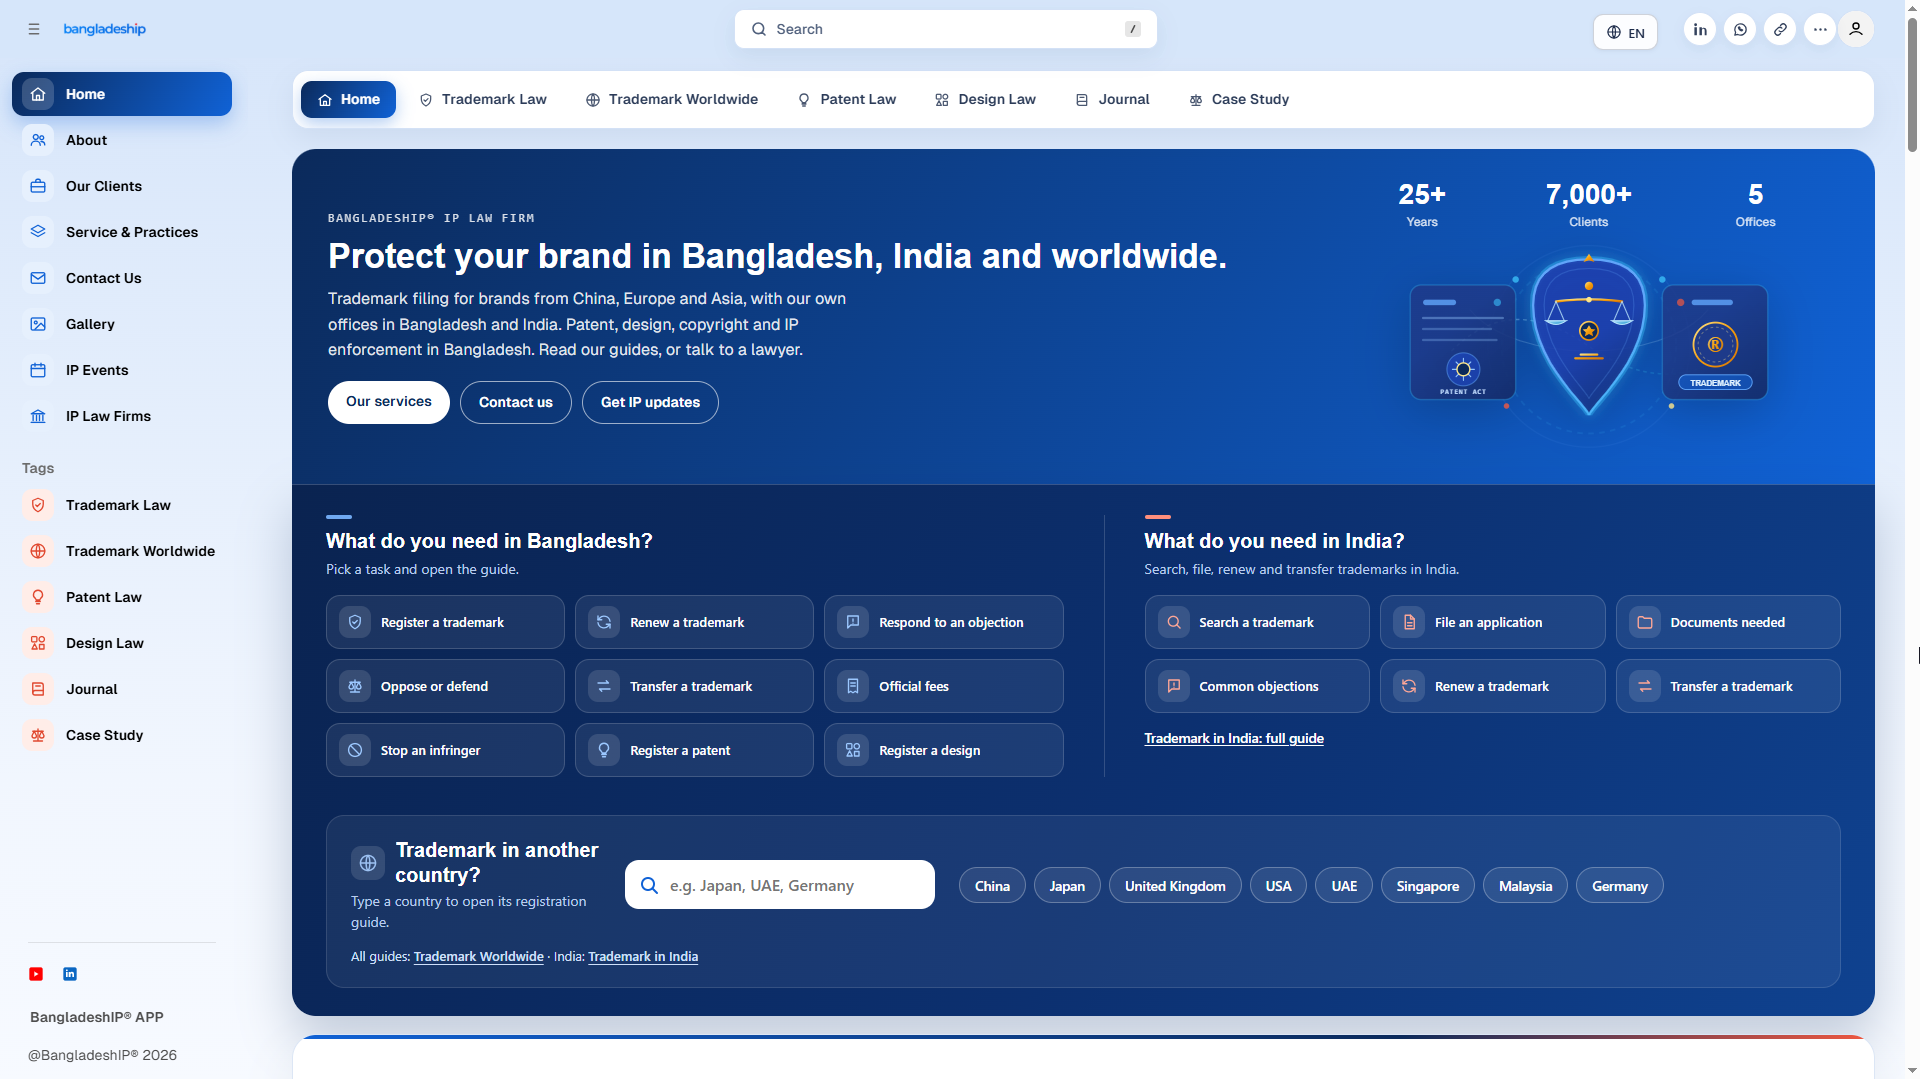 bangladeship
Search
/
EN
Home
About
Our Clients
Service & Practices
Contact Us
Gallery
IP Events
IP Law Firms
Tags
Trademark Law
Trademark Worldwide
Patent Law
Design Law
Journal
Case Study
BangladeshIP® APP
@BangladeshIP® 2026
Home
Trademark Law
Trademark Worldwide
Patent Law
Design Law
Journal
Case Study
BANGLADESHIP® IP LAW FIRM
Protect your brand in Bangladesh, India and worldwide.
Trademark filing for brands from China, Europe and Asia, with our own
offices in Bangladesh and India. Patent, design, copyright and IP
enforcement in Bangladesh. Read our guides, or talk to a lawyer.
Our services
Contact us
Get IP updates
25+
Years
7,000+
Clients
5
Offices
PATENT ACT
®
TRADEMARK
What do you need in Bangladesh?
Pick a task and open the guide.
Register a trademark
Renew a trademark
Respond to an objection
Oppose or defend
Transfer a trademark
Official fees
Stop an infringer
Register a patent
Register a design
What do you need in India?
Search, file, renew and transfer trademarks in India.
Search a trademark
File an application
Documents needed
Common objections
Renew a trademark
Transfer a trademark
Trademark in India: full guide
Trademark in another
country?
Type a country to open its registration
guide.
e.g. Japan, UAE, Germany
China
Japan
United Kingdom
USA
UAE
Singapore
Malaysia
Germany
All guides: Trademark Worldwide · India: Trademark in India